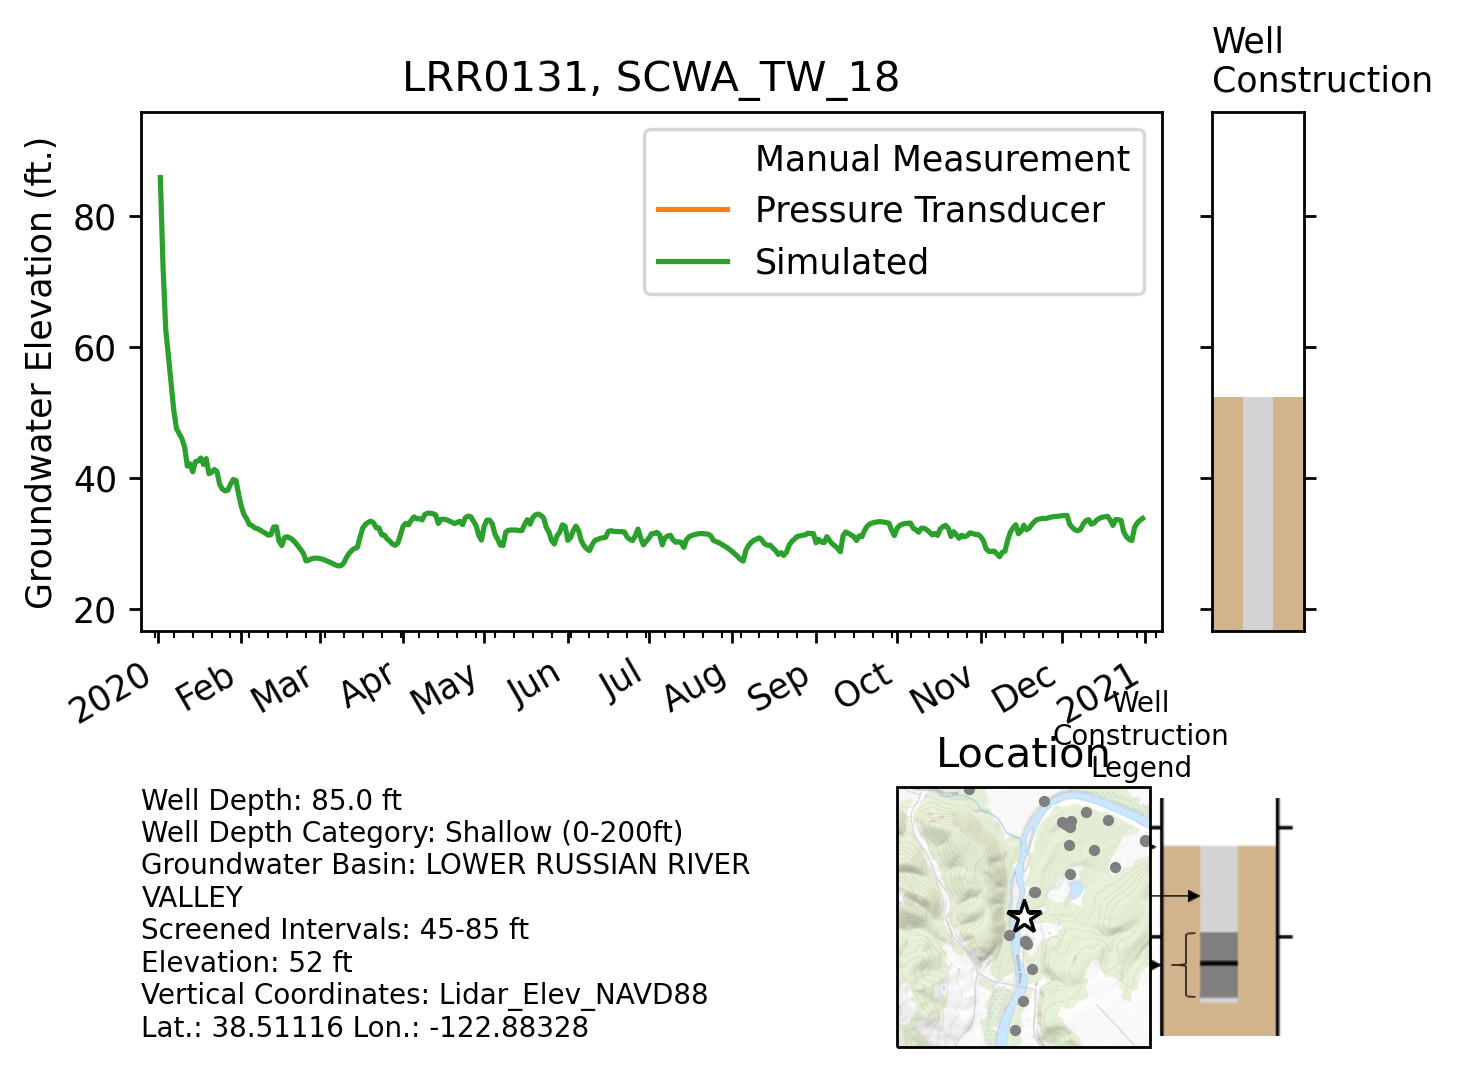 Well
Construction
LRR0131, SCWA_TW_18
Groundwater Elevation (ft.)
80
60
40
20
Manual Measurement
Pressure Transducer
Simulated
2020
Feb
Mar
Apr
May
Jun
Jul
Aug
Sep
Oct
Nov
Dec
2021
Well
Construction
Legend
Location
Well Depth: 85.0 ft
Well Depth Category: Shallow (0-200ft)
Groundwater Basin: LOWER RUSSIAN RIVER
VALLEY
Screened Intervals: 45-85 ft
Elevation: 52 ft
Vertical Coordinates: Lidar_Elev_NAVD88
Lat.: 38.51116 Lon.: -122.88328